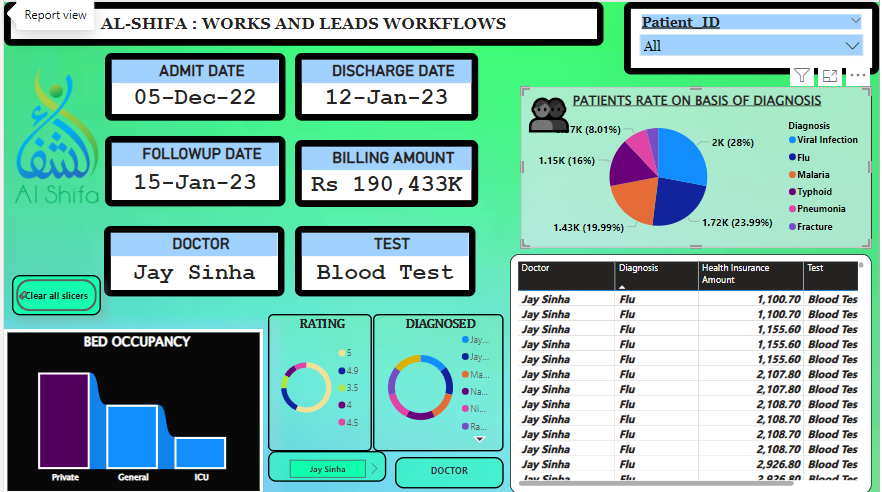 Report view
AL-SHIFA : WORKS AND LEADS WORKFLOWS
Patient_ID
All
ADMIT DATE
05-Dec-22
DISCHARGE DATE
12-Jan-23
FOLLOWUP DATE
15-Jan-23
BILLING AMOUNT
Rs 190,433K
DOCTOR
Jay Sinha
TEST
Blood Test
الشفاء
Al Shifa
Clear all slicers
PATIENTS RATE ON BASIS OF DIAGNOSIS
(8.01%)
2K (28%)
1.15K (16%)
1.43K (19.99%)
1.72K (23.99%)
Diagnosis
Viral Infection
Flu
Malaria
Typhoid
Pneumonia
Fracture
BED OCCUPANCY
Private
General
ICU
RATING
5
4.9
3.5
4
4.5
DIAGNOSED
Jay...
Jay...
Ma...
Na...
Ni...
Ra...
Jay Sinha
DOCTOR
Doctor Diagnosis Health Insurance Amount Test
Jay Sinha Flu 1,100.70 Blood Tes
Jay Sinha Flu 1,100.70 Blood Tes
Jay Sinha Flu 1,155.60 Blood Tes
Jay Sinha Flu 1,155.60 Blood Tes
Jay Sinha Flu 1,155.60 Blood Tes
Jay Sinha Flu 2,107.80 Blood Tes
Jay Sinha Flu 2,107.80 Blood Tes
Jay Sinha Flu 2,108.70 Blood Tes
Jay Sinha Flu 2,108.70 Blood Tes
Jay Sinha Flu 2,108.70 Blood Tes
Jay Sinha Flu 2,108.70 Blood Tes
Jay Sinha Flu 2,926.80 Blood Tes
Jay Sinha Flu 2,926.80 Blood Tes